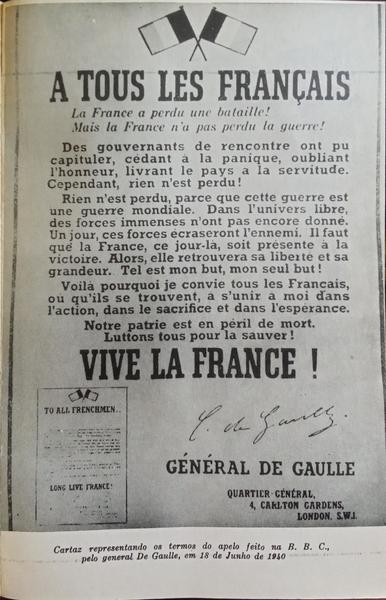 A TOUS LES FRANÇAIS
La France a perdu une bataille!
Mais la France n'a pas perdu la guerre!
Des gouvernants de rencontre ont pu
capituler, cédant à la panique, oubliant
l'honneur, livrant le pays a la servitude.
Cependant, rien n'est perdu!
Rien n'est perdu, parce que cette guerre est
une guerre mondiale. Dans l'univers libre,
des forces immenses n'ont pas encore donné.
Un jour, ces forces écraseront l'ennemi. Il faut
que la France, ce jour-là, soit présente à la
victoire. Alors, elle retrouvera sa liberté et sa
grandeur. Tel est mon but, mon seul but!
Voilà pourquoi je convie tous les Francais,
où qu'ils se trouvent, a s'unir a moi dans
l'action, dans le sacrifice et dans l'espérance.
Notre patrie est en péril de mort.
Luttons tous pour la sauver!
VIVE LA FRANCE !
TO ALL FRENCHMEN..
LONG LIVE FRANCE!
C. de Gaulle.
GÉNÉRAL DE GAULLE
QUARTIER-GÉNÉRAL,
4, CARLTON GARDENS,
LONDON, S.W.1.
Cartaz representando os termos do apelo feito na B. B. C.,
pelo general De Gaulle, em 18 de Junho de 1940